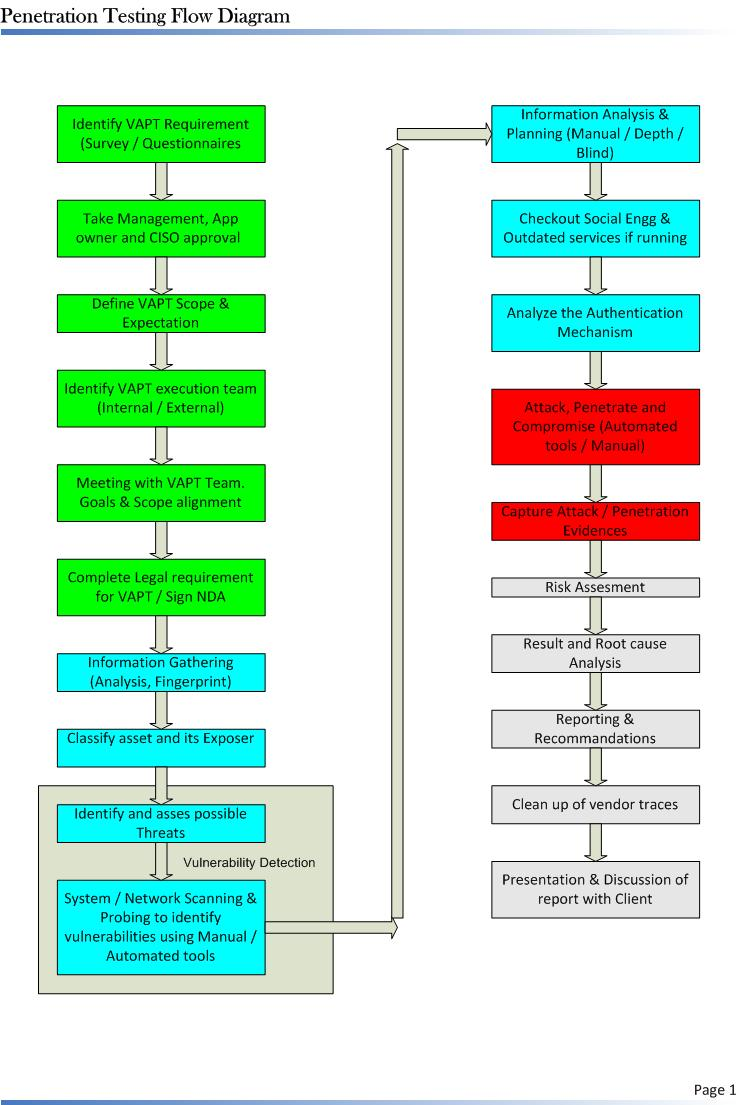 Penetration Testing Flow Diagram
Identify VAPT Requirement
(Survey / Questionnaires
Take Management, App
owner and CISO approval
Define VAPT Scope &
Expectation
Identify VAPT execution team
(Internal / External)
Meeting with VAPT Team.
Goals & Scope alignment
Complete Legal requirement
for VAPT / Sign NDA
Information Gathering
(Analysis, Fingerprint)
Classify asset and its Exposer
Identify and asses possible
Threats
Vulnerability Detection
System / Network Scanning &
Probing to identify
vulnerabilities using Manual /
Automated tools
Information Analysis &
Planning (Manual / Depth /
Blind)
Checkout Social Engg &
Outdated services if running
Analyze the Authentication
Mechanism
Attack, Penetrate and
Compromise (Automated
tools / Manual)
Capture Attack / Penetration
Evidences
Risk Assesment
Result and Root cause
Analysis
Reporting &
Recommandations
Clean up of vendor traces
Presentation & Discussion of
report with Client
Page 1